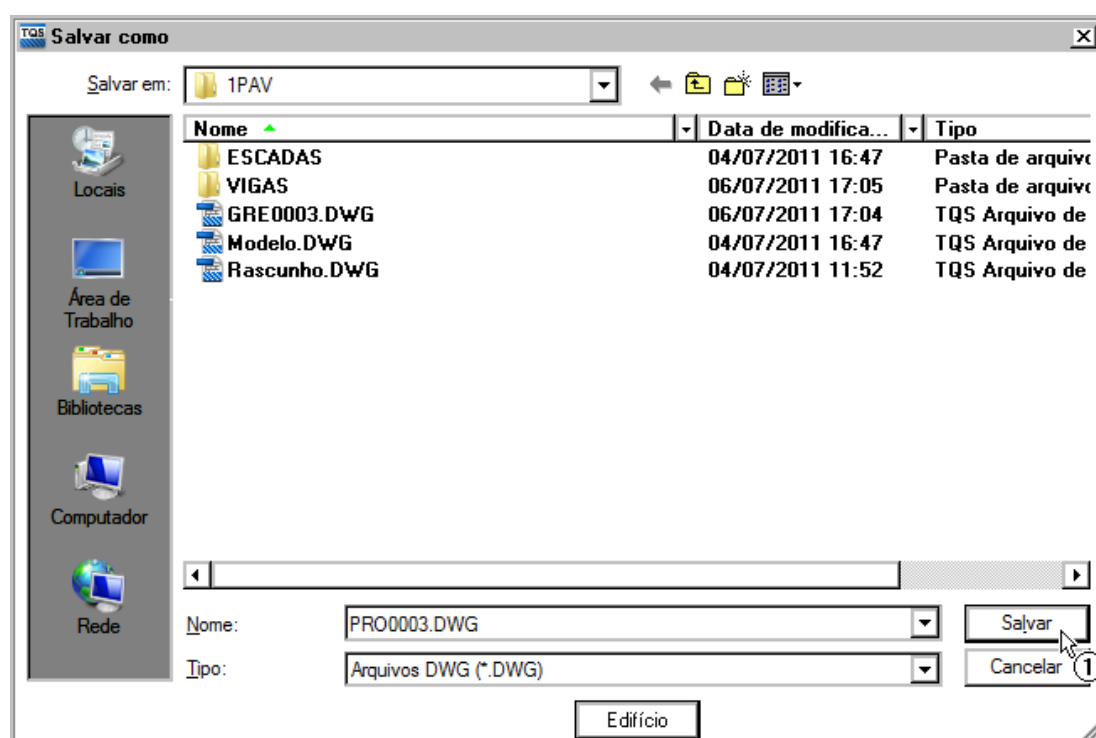 TQS Salvar como
Salvar em: 1PAV
Nome Data de modifica... Tipo
ESCADAS 04/07/2011 16:47 Pasta de arquivo
VIGAS 06/07/2011 17:05 Pasta de arquivo
GRE0003.DWG 06/07/2011 17:04 TQS Arquivo de
Modelo.DWG 04/07/2011 16:47 TQS Arquivo de
Rascunho.DWG 04/07/2011 11:52 TQS Arquivo de
Locais
Área de
Trabalho
Bibliotecas
Computador
Rede
Nome: PRO0003.DWG Salvar
Tipo: Arquivos DWG (*.DWG) Cancelar 1
Edifício